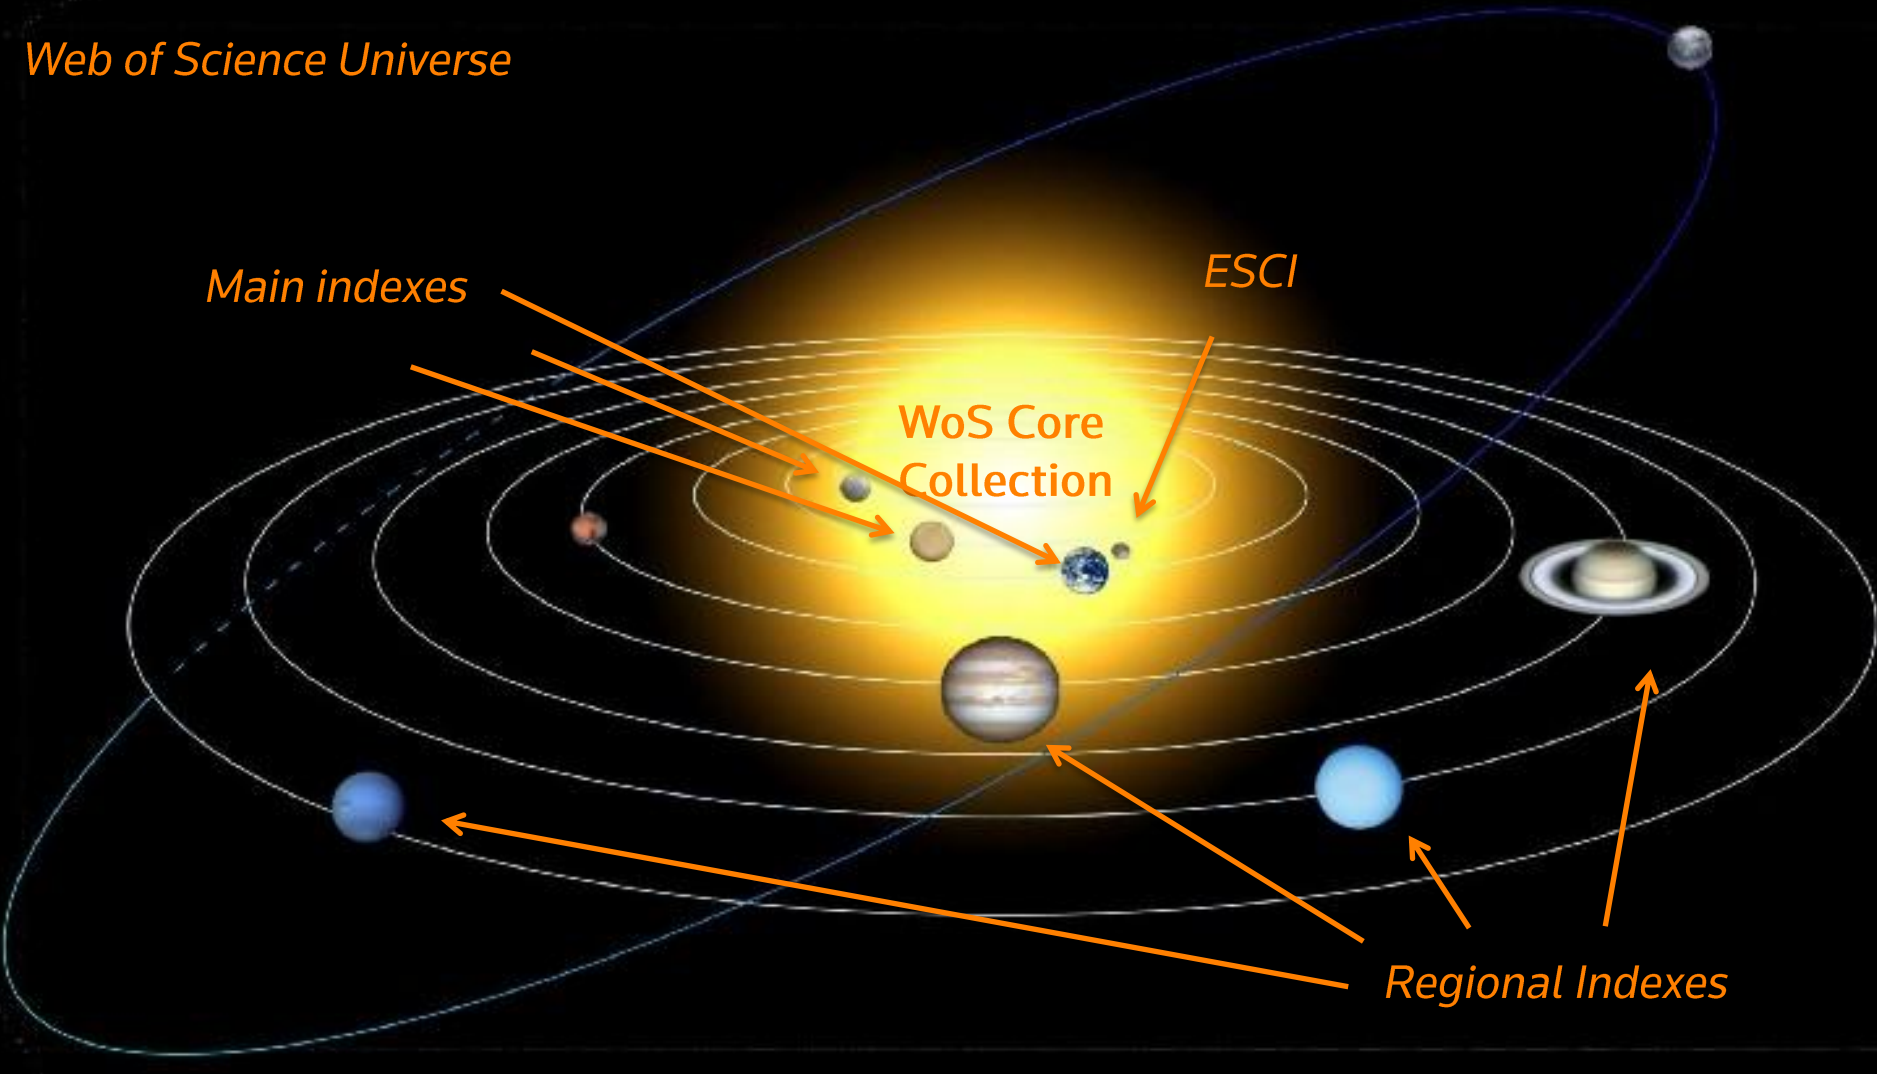 Web of Science Universe
Main indexes
ESCI
WoS Core
Collection
Regional Indexes